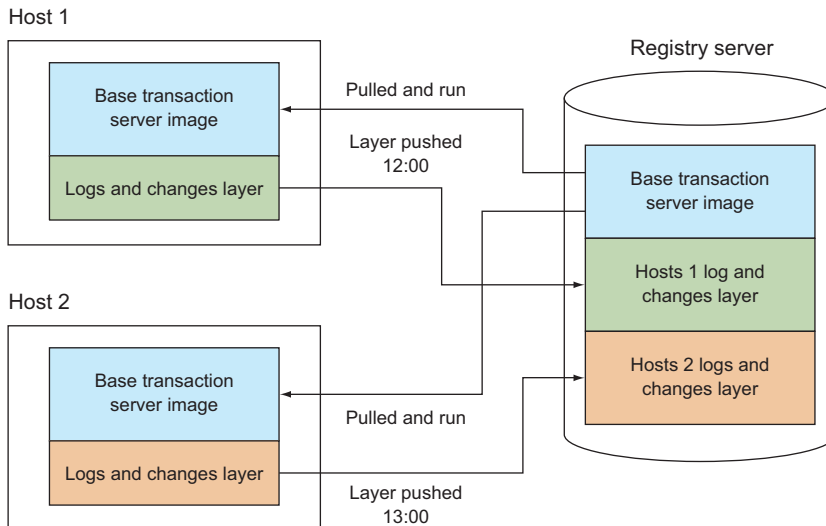 Host 1
Base transaction
server image
Logs and changes layer
Pulled and run
Layer pushed
12:00
Registry server
Base transaction
server image
Hosts 1 log and
changes layer
Hosts 2 logs and
changes layer
Host 2
Base transaction
server image
Logs and changes layer
Pulled and run
Layer pushed
13:00